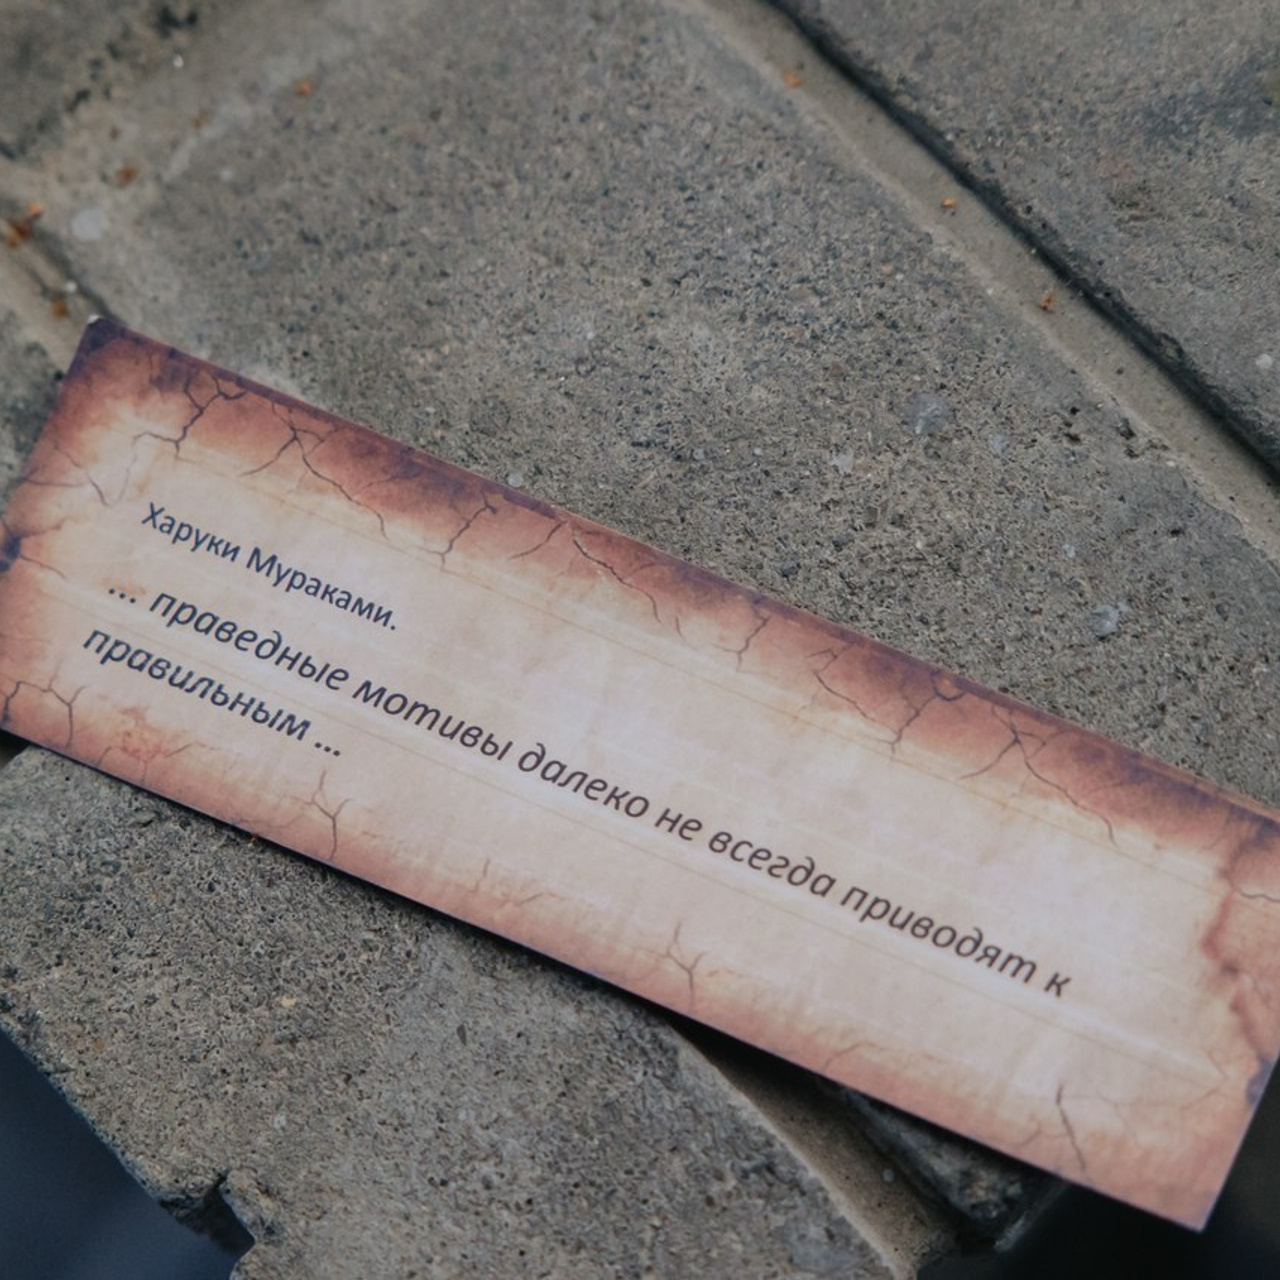 Харуки Мураками.
... праведные мотивы далеко не всегда приводят к
правильным ...